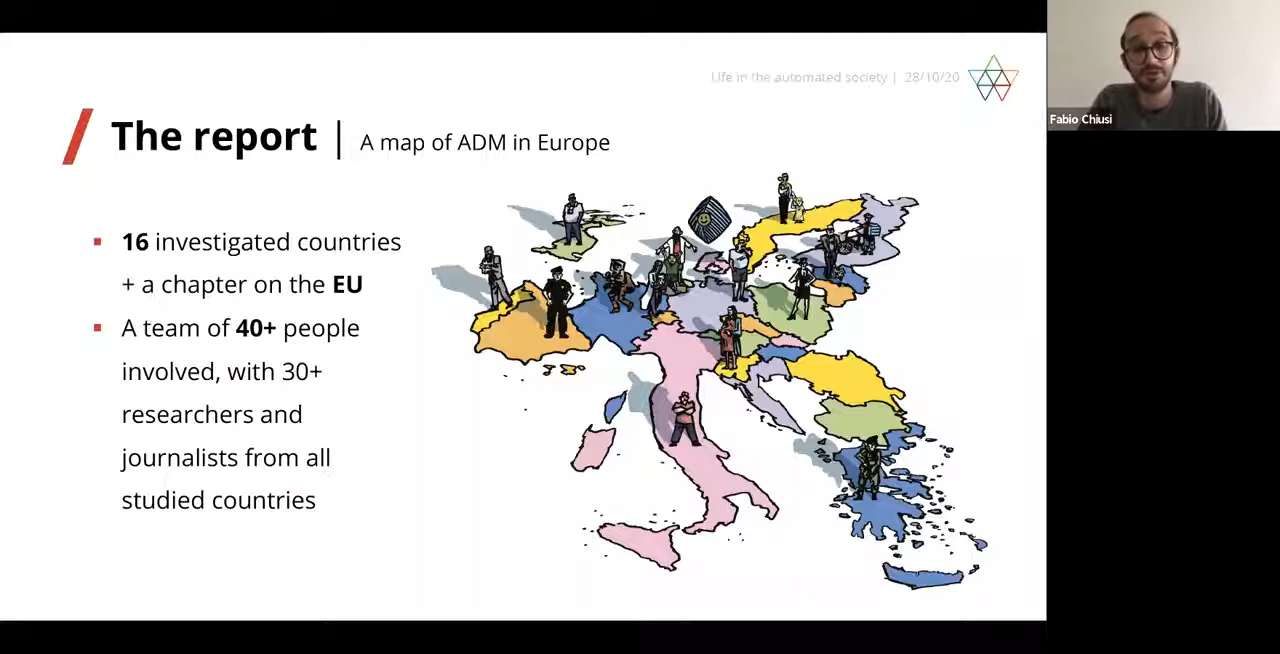 Life in the automated society | 28/10/20
The report | A map of ADM in Europe
16 investigated countries
+ a chapter on the EU
A team of 40+ people
involved, with 30+
researchers and
journalists from all
studied countries
Fabio Chiusi